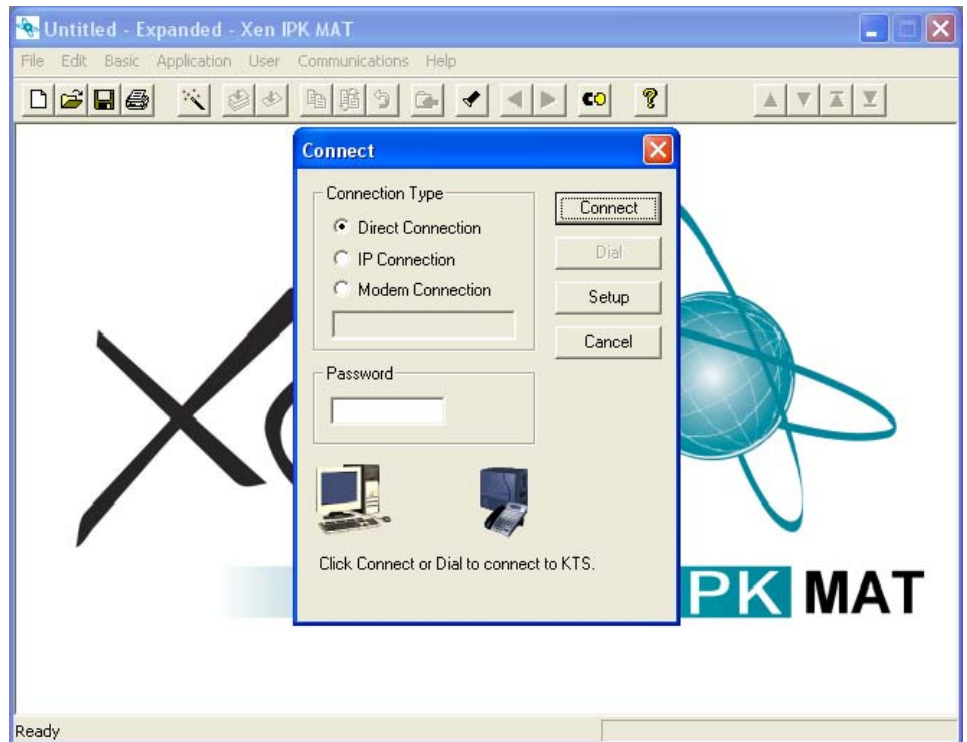 Untitled - Expanded - Xen IPK MAT
File Edit Basic Application User Communications Help
Connect
Connection Type
Direct Connection
IP Connection
Modem Connection
Connect
Dial
Setup
Cancel
Password
Click Connect or Dial to connect to KTS.
PK MAT
Ready